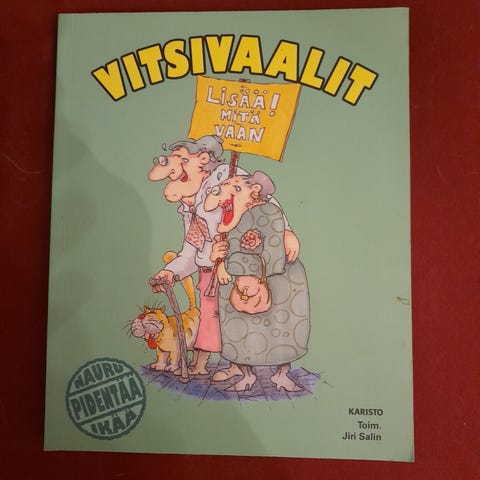 VITSIVAALIT
LISÄÄ!
MITÄ
VAAN
NAURU
PIDENTÄÄ
IKÄÄ
KARISTO
Toim.
Jiri Salin